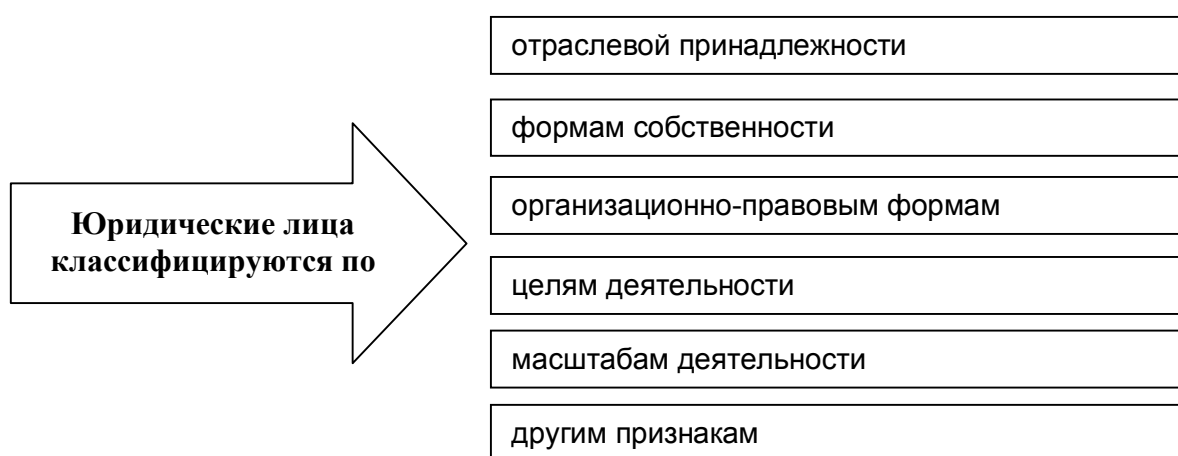 Юридические лица
классифицируются по
отраслевой принадлежности
формам собственности
организационно-правовым формам
целям деятельности
масштабам деятельности
другим признакам